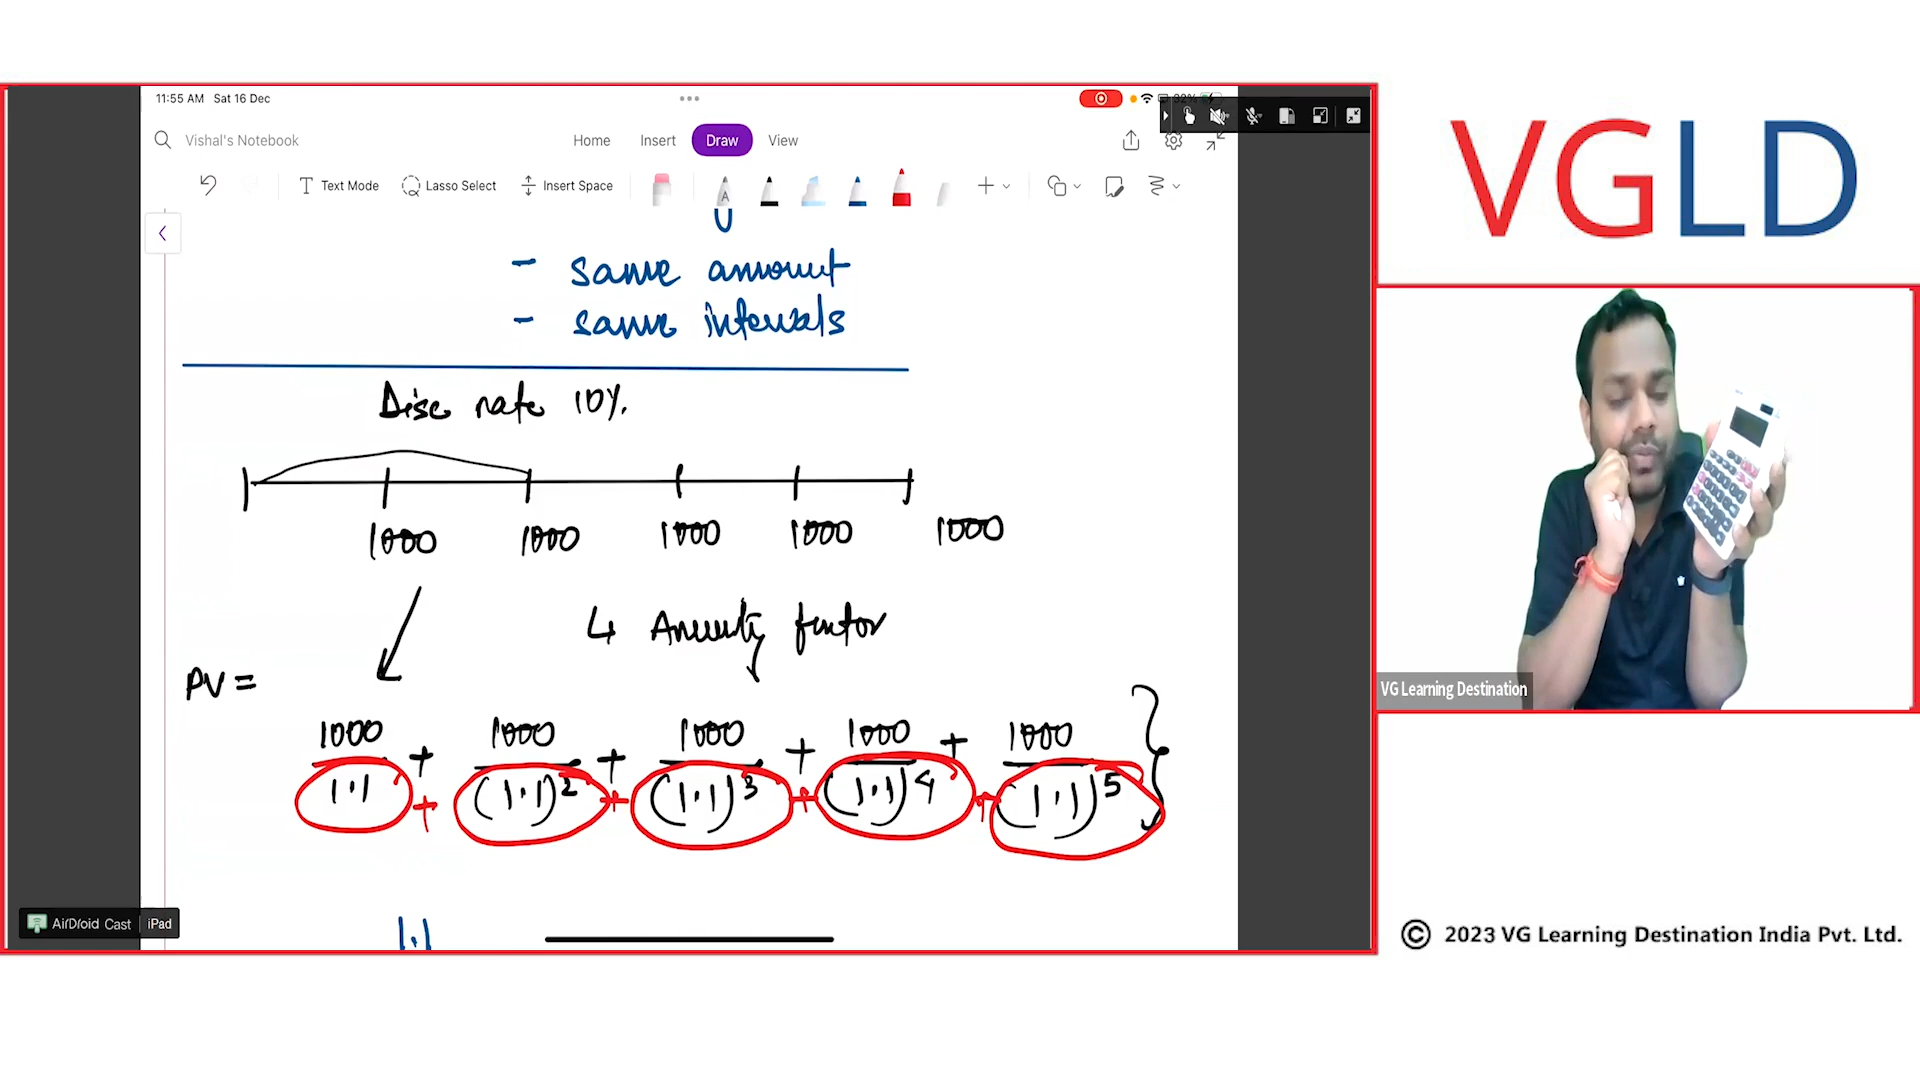 11:55 AM Sat 16 Dec
32%
Vishal's Notebook
Home Insert Draw View
Text Mode Lasso Select Insert Space
A
- same amount
- same intervals
Disc rate 10%.
1000 1000 1000 1000 1000
↳ Annuity factor
PV =
1000 + 1000 + 1000 + 1000 + 1000
1.1 + (1.1)2 + (1.1)3 + (1.1)4 + (1.1)5
1.1
AirDroid Cast iPad
VGLD
VG Learning Destination
© 2023 VG Learning Destination India Pvt. Ltd.